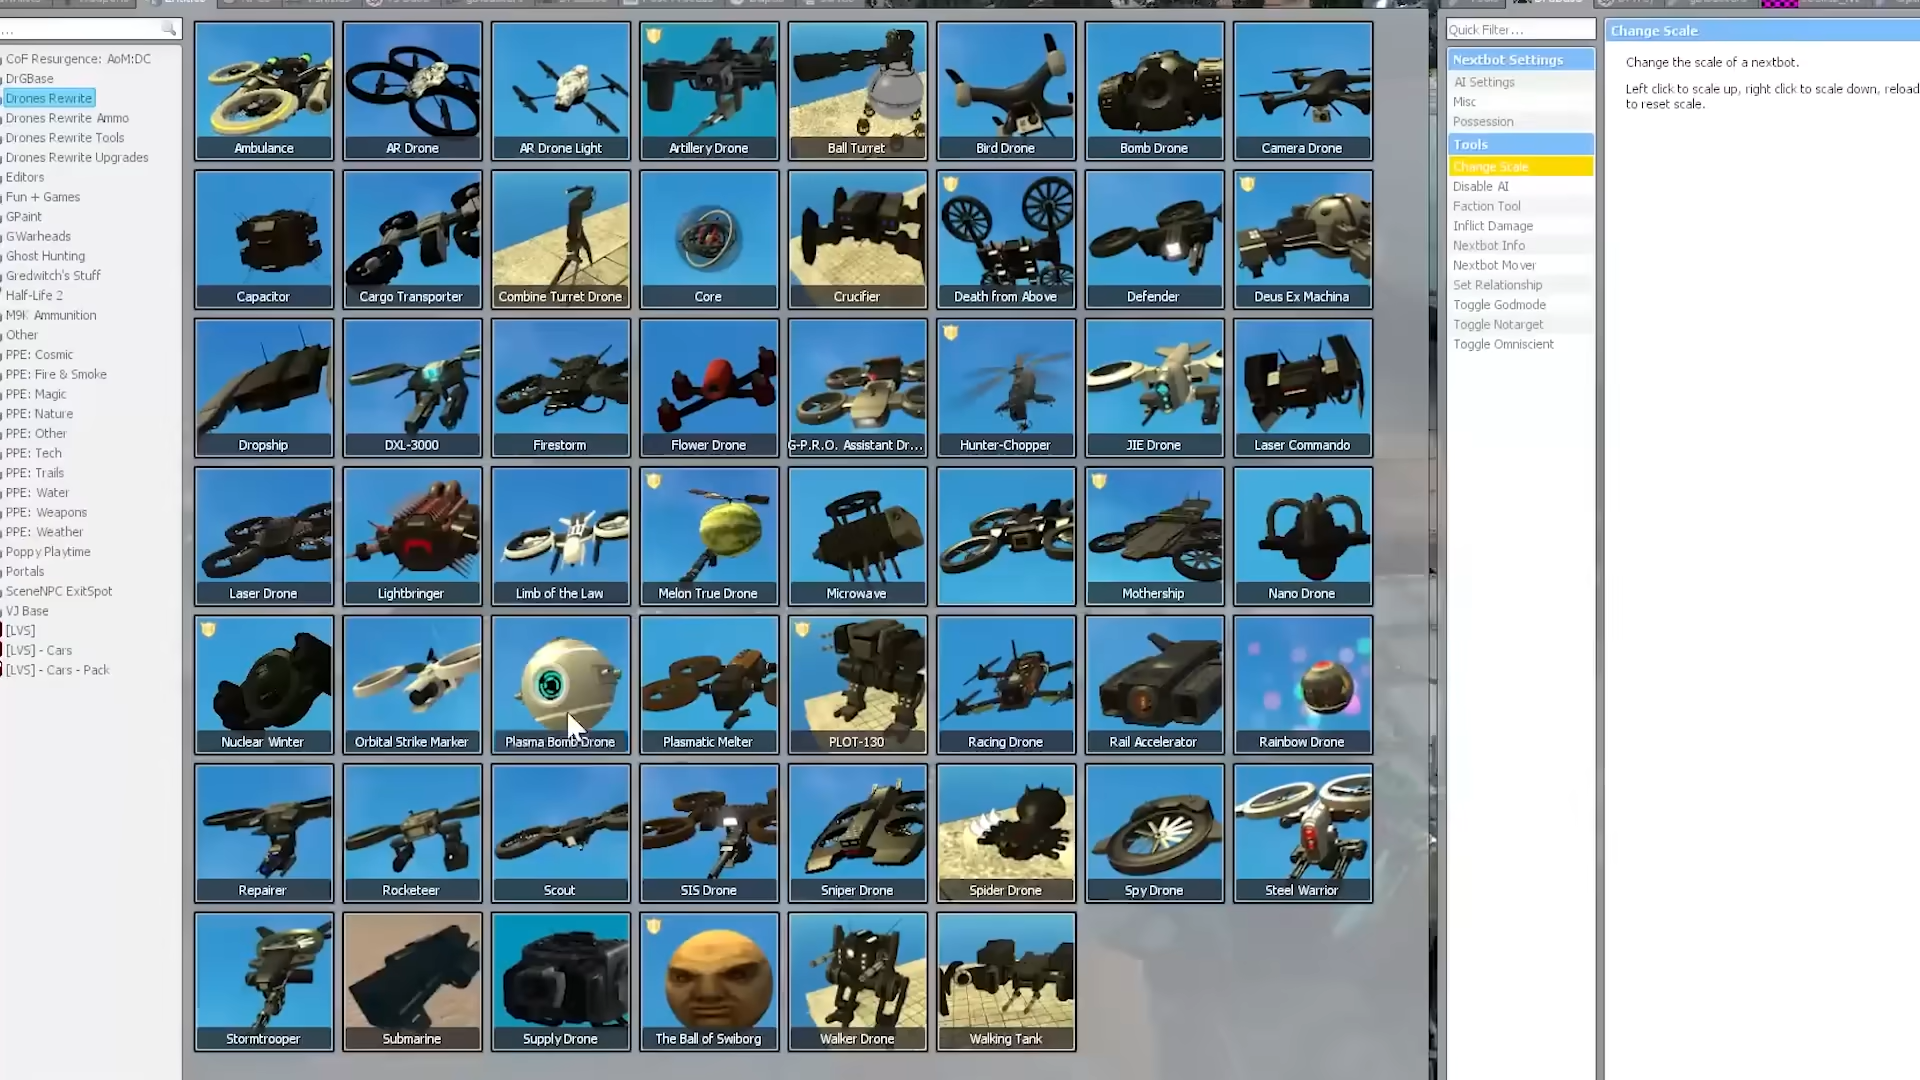 ...
CoF Resurgence: AoM:DC
DrGBase
Drones Rewrite
Drones Rewrite Ammo
Drones Rewrite Tools
Drones Rewrite Upgrades
Editors
Fun + Games
GPaint
GWarheads
Ghost Hunting
Gredwitch's Stuff
Half-Life 2
M9K Ammunition
Other
PPE: Cosmic
PPE: Fire & Smoke
PPE: Magic
PPE: Nature
PPE: Other
PPE: Tech
PPE: Trails
PPE: Water
PPE: Weapons
PPE: Weather
Poppy Playtime
Portals
SceneNPC ExitSpot
VJ Base
[LVS]
[LVS] - Cars
[LVS] - Cars - Pack
Ambulance
AR Drone
AR Drone Light
Artillery Drone
Ball Turret
Bird Drone
Bomb Drone
Camera Drone
Capacitor
Cargo Transporter
Combine Turret Drone
Core
Crucifier
Death from Above
Defender
Deus Ex Machina
Dropship
DXL-3000
Firestorm
Flower Drone
G-P.R.O. Assistant Dr...
Hunter-Chopper
JIE Drone
Laser Commando
Laser Drone
Lightbringer
Limb of the Law
Melon True Drone
Microwave
Mothership
Nano Drone
Nuclear Winter
Orbital Strike Marker
Plasma Bomb Drone
Plasmatic Melter
PLOT-130
Racing Drone
Rail Accelerator
Rainbow Drone
Repairer
Rocketeer
Scout
SIS Drone
Sniper Drone
Spider Drone
Spy Drone
Steel Warrior
Stormtrooper
Submarine
Supply Drone
The Ball of Swiborg
Walker Drone
Walking Tank
Quick Filter...
Nextbot Settings
AI Settings
Misc
Possession
Tools
Change Scale
Disable AI
Faction Tool
Inflict Damage
Nextbot Info
Nextbot Mover
Set Relationship
Toggle Godmode
Toggle Notarget
Toggle Omniscient
Change Scale
Change the scale of a nextbot.
Left click to scale up, right click to scale down, reload
to reset scale.